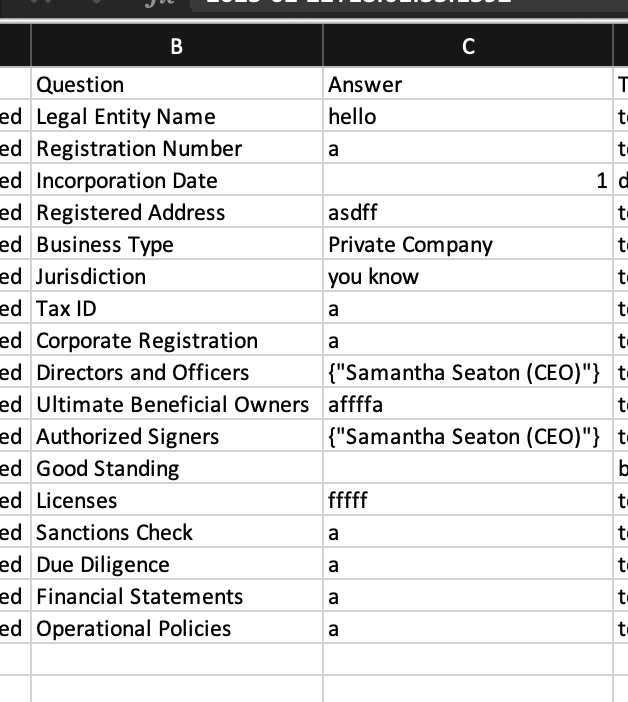 B C
Question Answer T
ed Legal Entity Name hello t
ed Registration Number a t
ed Incorporation Date 1 d
ed Registered Address asdff t
ed Business Type Private Company t
ed Jurisdiction you know t
ed Tax ID a t
ed Corporate Registration a t
ed Directors and Officers {"Samantha Seaton (CEO)"} t
ed Ultimate Beneficial Owners affffa t
ed Authorized Signers {"Samantha Seaton (CEO)"} t
ed Good Standing b
ed Licenses fffff t
ed Sanctions Check a t
ed Due Diligence a t
ed Financial Statements a t
ed Operational Policies a t